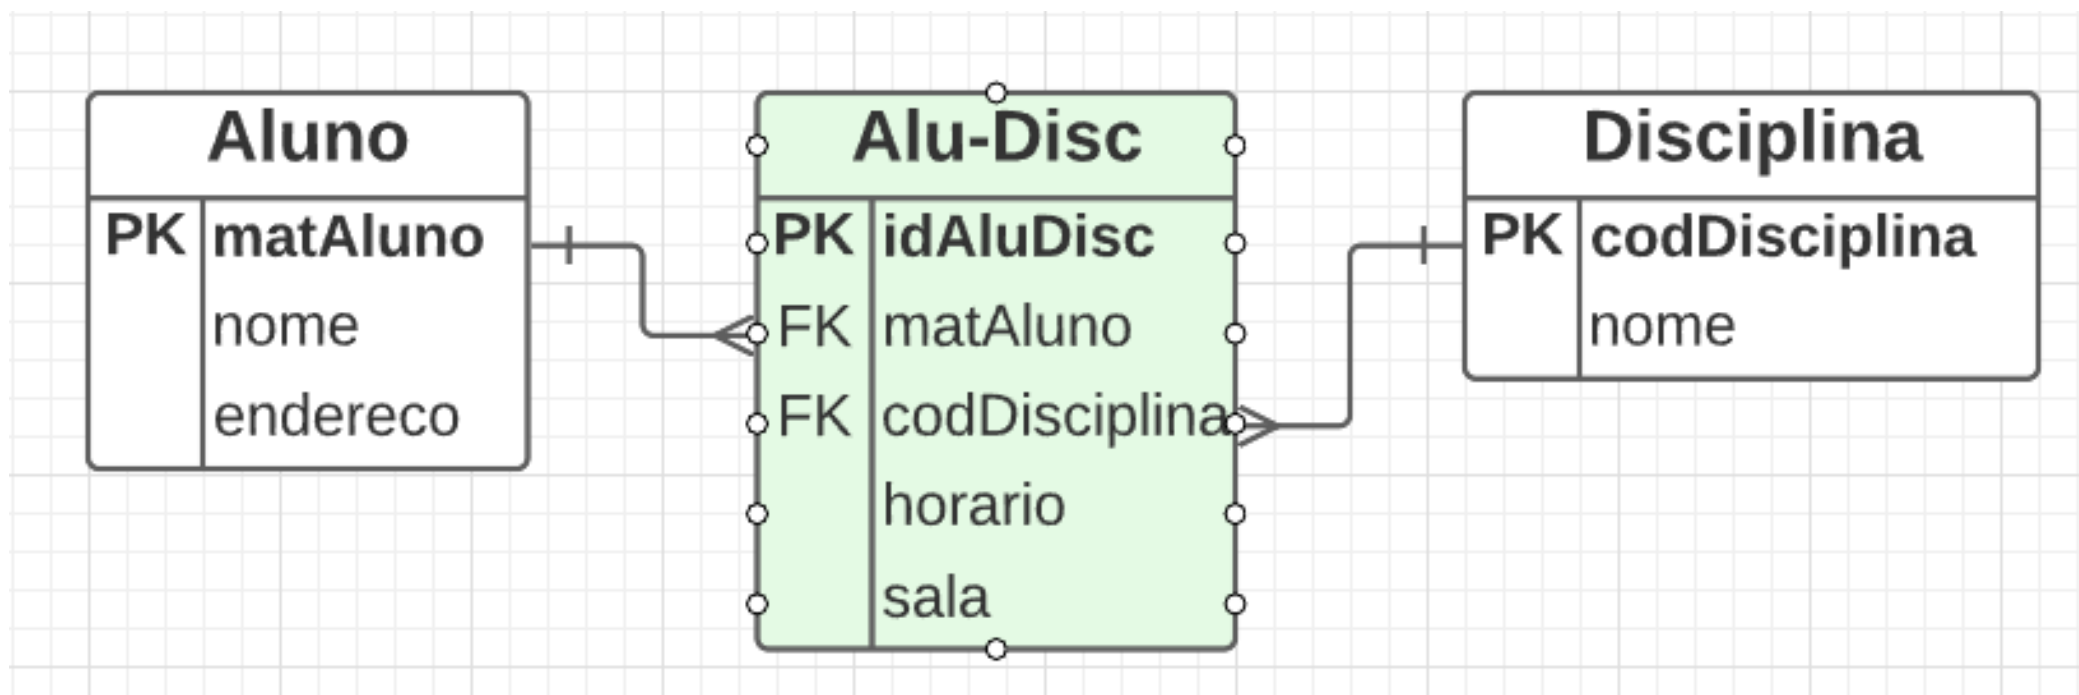 Aluno
PK matAluno
nome
endereco
Alu-Disc
PK idAluDisc
FK matAluno
FK codDisciplina
horario
sala
Disciplina
PK codDisciplina
nome